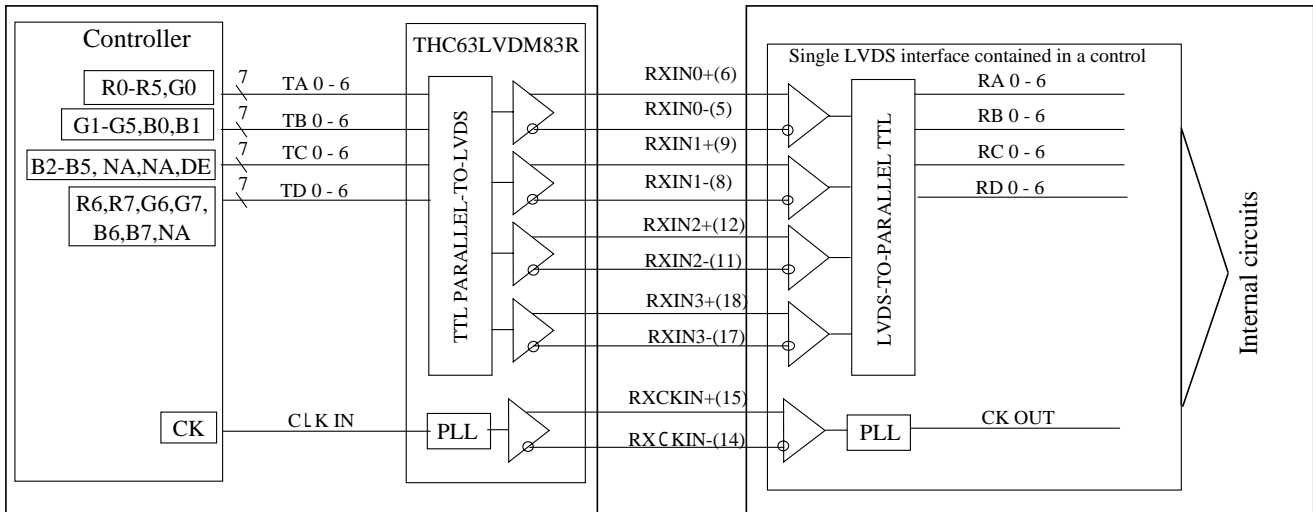 Controller
R0-R5,G0
G1-G5,B0,B1
B2-B5, NA,NA,DE
R6,R7,G6,G7,
B6,B7,NA
CK
7
TA 0 - 6
7
TB 0 - 6
7
TC 0 - 6
7
TD 0 - 6
CLK IN
THC63LVDM83R
TTL PARALLEL-TO-LVDS
PLL
RXIN0+(6)
RXIN0-(5)
RXIN1+(9)
RXIN1-(8)
RXIN2+(12)
RXIN2-(11)
RXIN3+(18)
RXIN3-(17)
RXCKIN+(15)
RXCKIN-(14)
Single LVDS interface contained in a control
LVDS-TO-PARALLEL TTL
PLL
RA 0 - 6
RB 0 - 6
RC 0 - 6
RD 0 - 6
CK OUT
Internal circuits